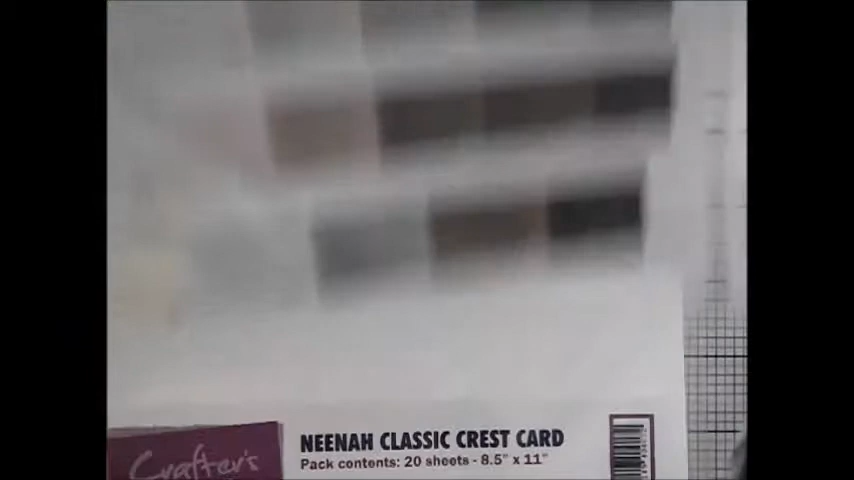 Crafter's
NEENAH CLASSIC CREST CARD
Pack contents: 20 sheets - 8.5" x 11"